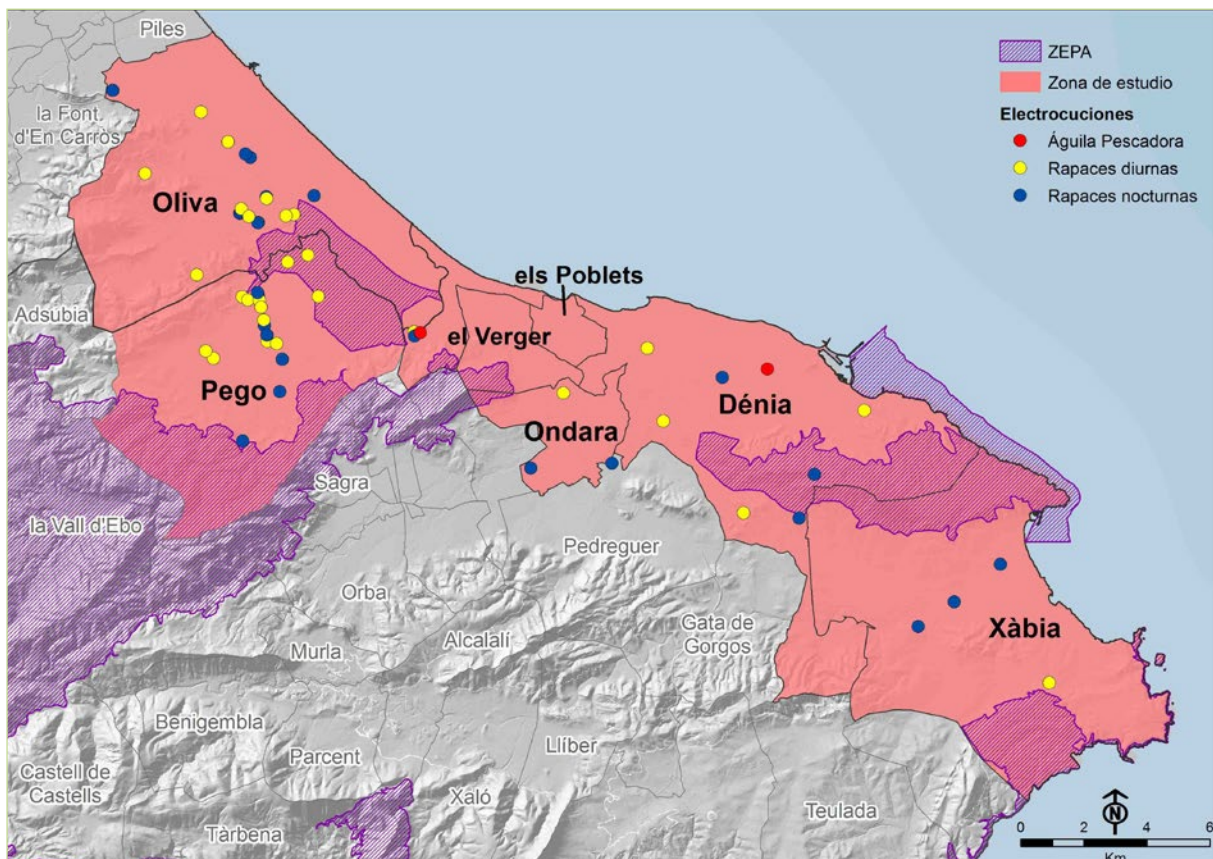 Piles
ZEPA
Zona de estudio
Electrocuciones
Águila Pescadora
Rapaces diurnas
Rapaces nocturnas
la Font
d'En Carròs
Oliva
els Poblets
Adsúbia
el Verger
Pego
Dénia
Ondara
Sagra
la Vall d'Ebo
Pedreguer
Orba
Xàbia
Gata de
Gorgos
Alcalalí
Murla
Benigembla
Llíber
Parcent
Castell de
Castells
Xaló
Teulada
Tàrbena
N
0 2 4 6
Km